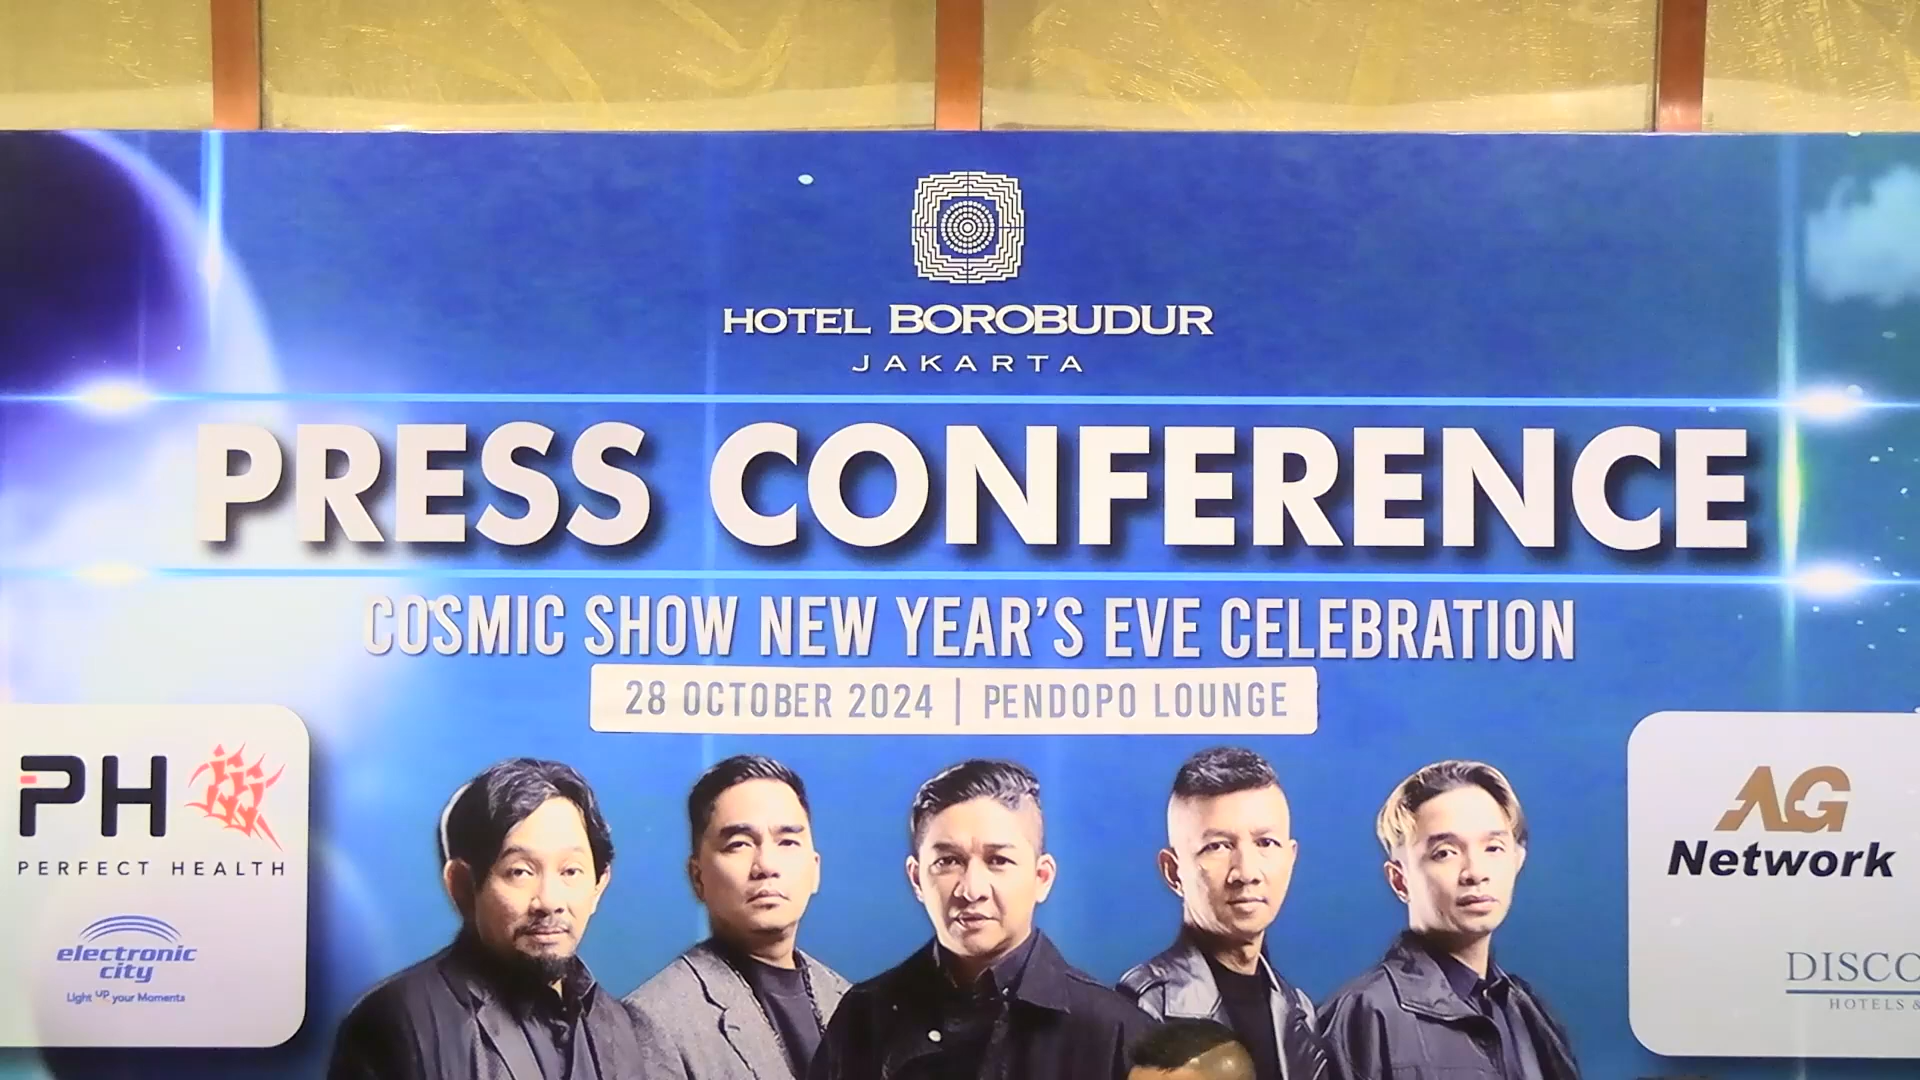 HOTEL BOROBUDUR
JAKARTA
PRESS CONFERENCE
COSMIC SHOW NEW YEAR'S EVE CELEBRATION
28 OCTOBER 2024 | PENDOPO LOUNGE
PH
PERFECT HEALTH
electronic
city
Light UP your Moments
AG
Network
HOTELS &